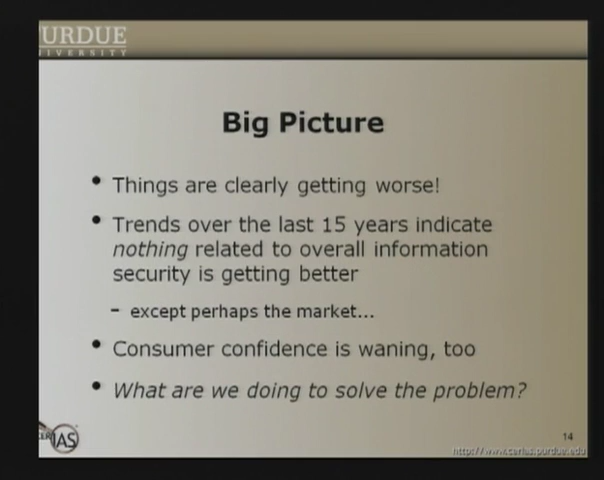 URDUE
IVERSITY
Big Picture
• Things are clearly getting worse!
• Trends over the last 15 years indicate
nothing related to overall information
security is getting better
– except perhaps the market...
• Consumer confidence is waning, too
• What are we doing to solve the problem?
IAS
14
http://www.cerias.purdue.edu